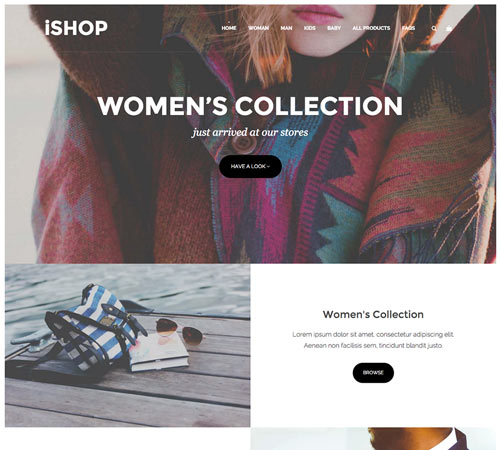 iSHOP
HOME WOMAN MAN KIDS BABY ALL PRODUCTS FAQS
WOMEN'S COLLECTION
just arrived at our stores
HAVE A LOOK ~
Women's Collection
Lorem ipsum dolor sit amet, consectetur adipiscing elit.
Aenean non facilisis sem, tincidunt blandit justo.
BROWSE